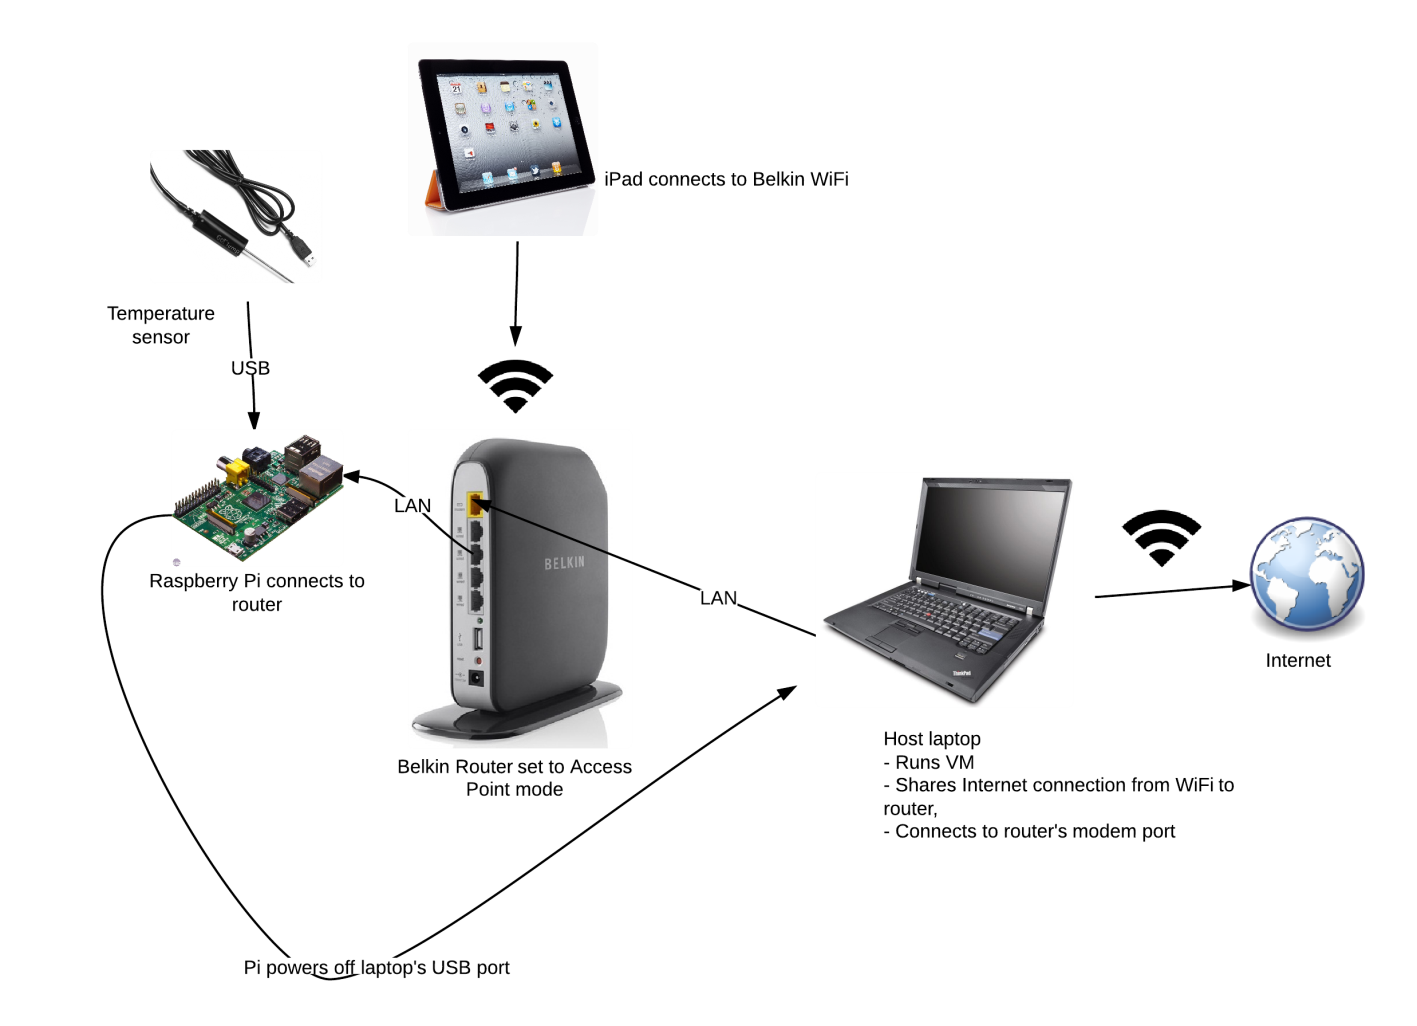 iPad connects to Belkin WiFi
Temperature
sensor
USB
LAN
BELKIN
Raspberry Pi connects to
router
LAN
ThinkPad
Internet
Belkin Router set to Access
Point mode
Host laptop
- Runs VM
- Shares Internet connection from WiFi to
router,
- Connects to router's modem port
Pi powers off laptop's USB port